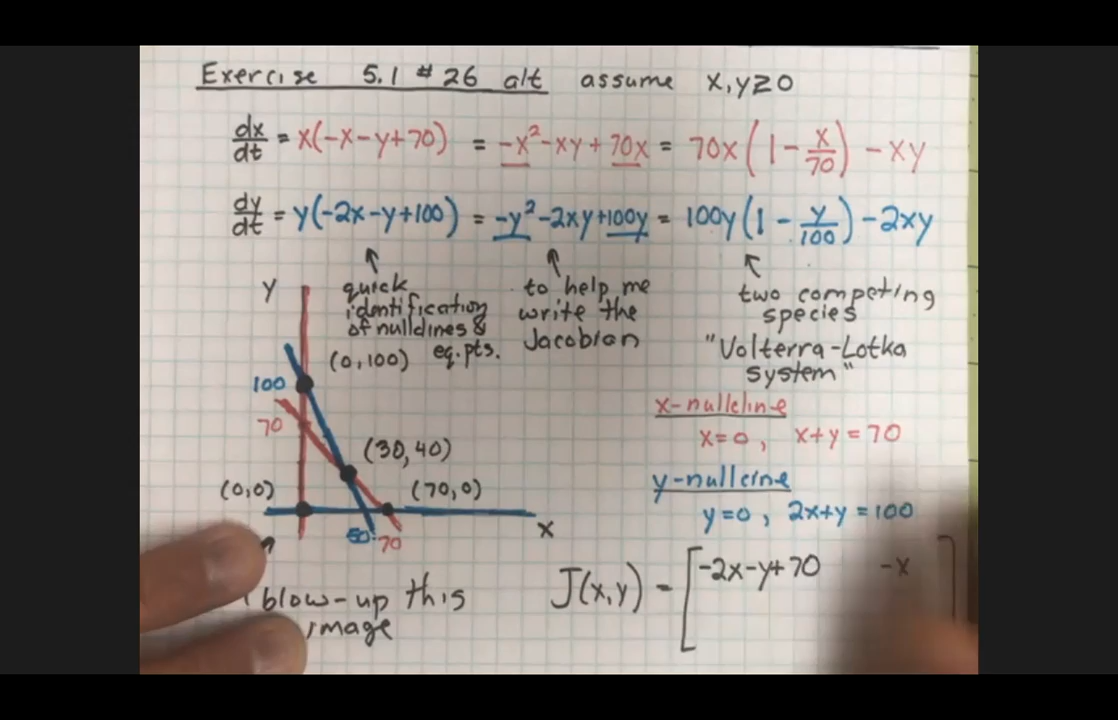 Exercise 5.1 #26 alt assume x,y≥0
dx/dt = x(-x-y+70) = -x²-xy+70x = 70x(1 - x/70) - xy
dy/dt = y(-2x-y+100) = -y²-2xy+100y = 100y(1 - y/100) - 2xy
↑ quick identification of nullclines & eq. pts.
↑ to help me write the Jacobian
↖ two competing species
"Volterra-Lotka system"
y
(0,100)
100
70
(30,40)
(0,0)
(70,0)
50
70
x
x-nullcline
x=0, x+y=70
y-nullcine
y=0, 2x+y=100
blow-up this
image
J(x,y) = [-2x-y+70 -x